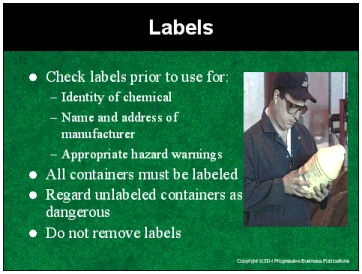 Labels
● Check labels prior to use for:
– Identity of chemical
– Name and address of
manufacturer
– Appropriate hazard warnings
● All containers must be labeled
● Regard unlabeled containers as
dangerous
● Do not remove labels
Copyright ©2004 Progressive Business Publications